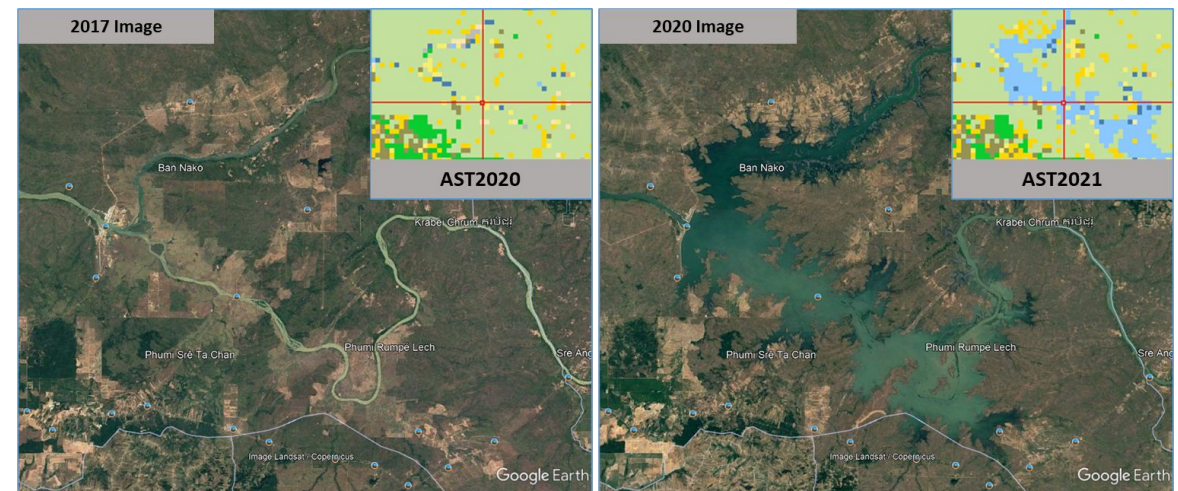 2017 Image
AST2020
Ban Nako
Krabei Chrum
Phumi Srê Ta Chan
Phumi Rumpe Lech
Sre Ang
Image Landsat / Copernicus
Google Earth
2020 Image
AST2021
Ban Nako
Krabei Chrum
Phumi Srê Ta Chan
Phumi Rumpe Lech
Sre Ang
Image Landsat / Copernicus
Google Earth